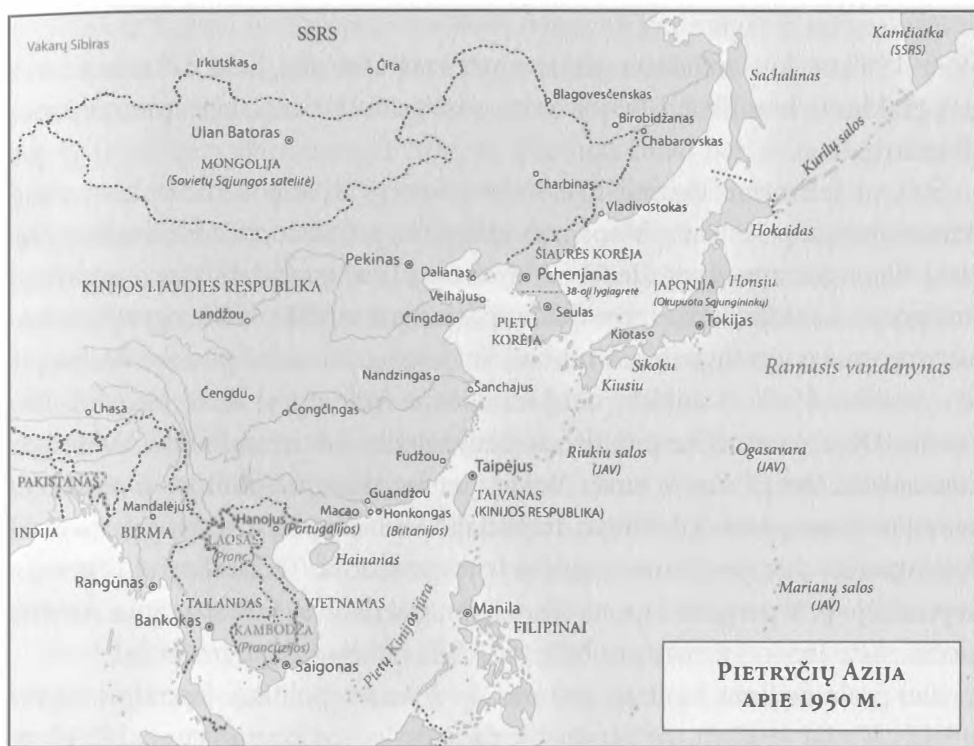 SSRS
Kamčiatka
(SSRS)
Vakarų Sibiras
Irkutskas
Čita
Sachalinas
Blagoveščenskas
Birobidžanas
Chabarovskas
Kurilų salos
Ulan Batoras
MONGOLIJA
(Sovietų Sąjungos satelitė)
Charbinas
Vladivostokas
Hokaidas
ŠIAURĖS KORĖJA
Pekinas
Dalianas
Pchenjanas
38-oji lygiagretė
JAPONIJA
(Okupuota Sąjungininkų)
Honsiu
KINIJOS LIAUDIES RESPUBLIKA
Veihajus
Seulas
Landžou
Cingdao
PIETŲ
KORĖJA
Kiotas
Tokijas
Sikoku
Kiusiu
Ramusis vandenynas
Nandzingas
Šanchajus
Čengdu
Čongčingas
Lhasa
Fudžou
Taipėjus
Riukiu salos
(JAV)
Ogasavara
(JAV)
PAKISTANAS
Mandalėjus
Guandžou
Macao
Honkongas
(Portugalijos)
(Britanijos)
TAIVANAS
(KINIJOS RESPUBLIKA)
INDIJA
BIRMA
Hanojus
LAOSAS
(Pranc.)
Hainanas
Rangūnas
TAILANDAS
VIETNAMAS
Marianų salos
(JAV)
Bankokas
KAMBODŽA
(Prancūzijos)
Saigonas
Pietų Kinijos jūra
Manila
FILIPINAI
PIETRYČIŲ AZIJA
APIE 1950 M.